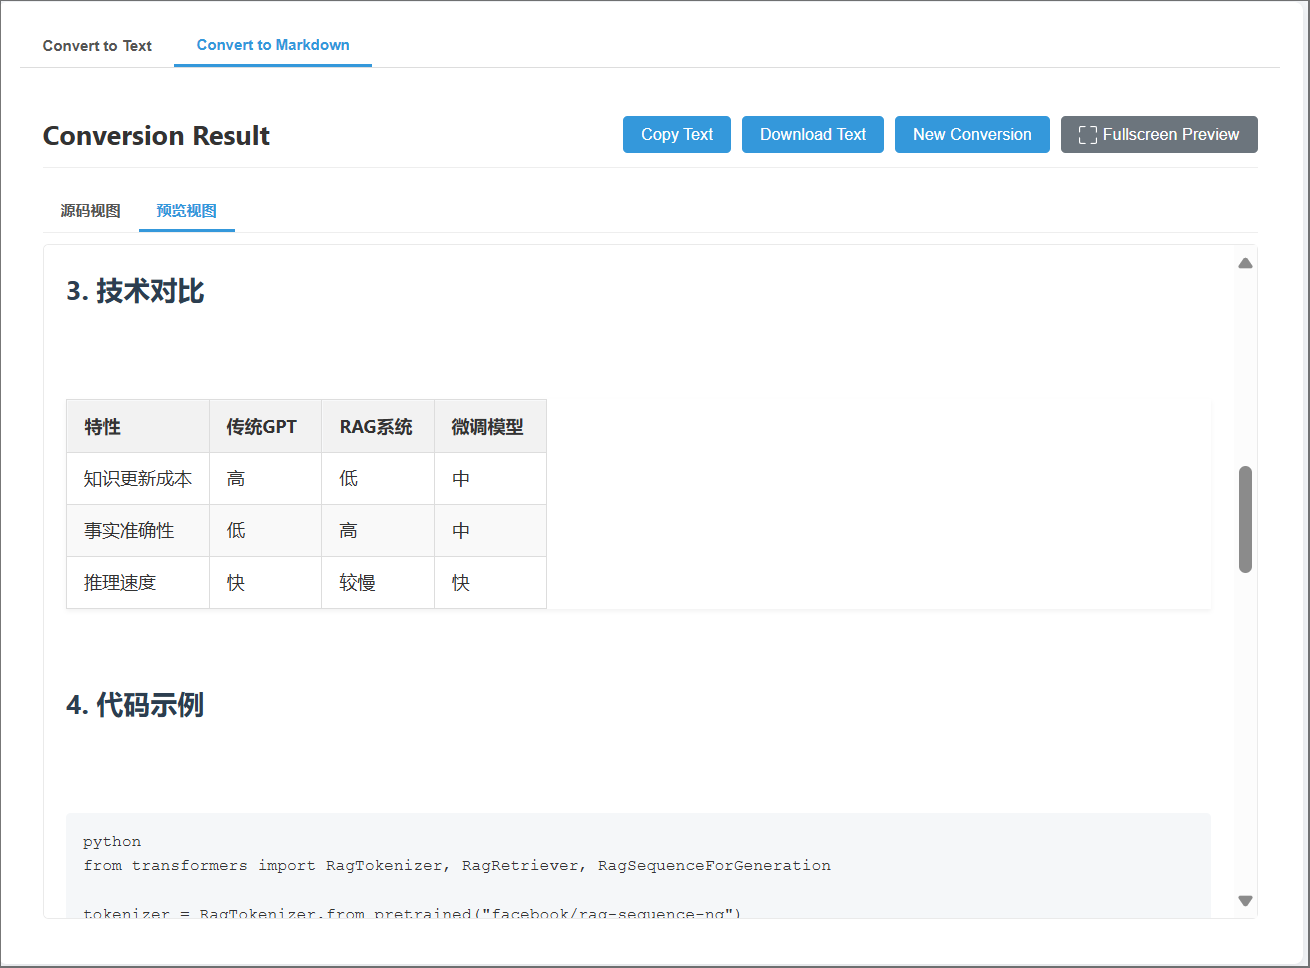 Convert to Text Convert to Markdown
Conversion Result Copy Text Download Text New Conversion Fullscreen Preview
源码视图 预览视图
3. 技术对比
特性 传统GPT RAG系统 微调模型
知识更新成本 高 低 中
事实准确性 低 高 中
推理速度 快 较慢 快
4. 代码示例
python
from transformers import RagTokenizer, RagRetriever, RagSequenceForGeneration
tokenizer = RagTokenizer.from_pretrained("facebook/rag-sequence-nq")